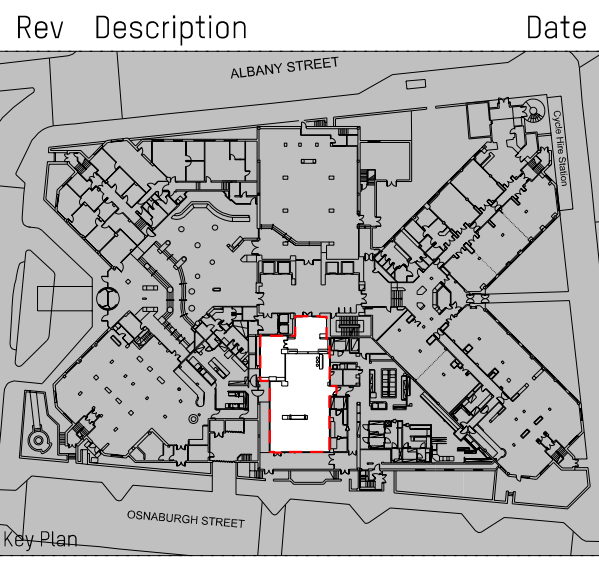 Rev Description Date
ALBANY STREET
Cycle Hire Station
OSNABURGH STREET
Key Plan